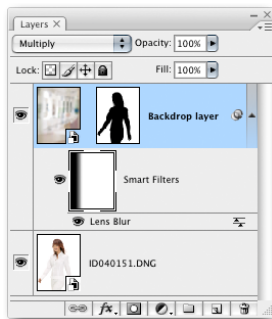 Layers ×
Multiply Opacity: 100%
Lock: Fill: 100%
Backdrop layer
Smart Filters
Lens Blur
ID040151.DNG
fx.